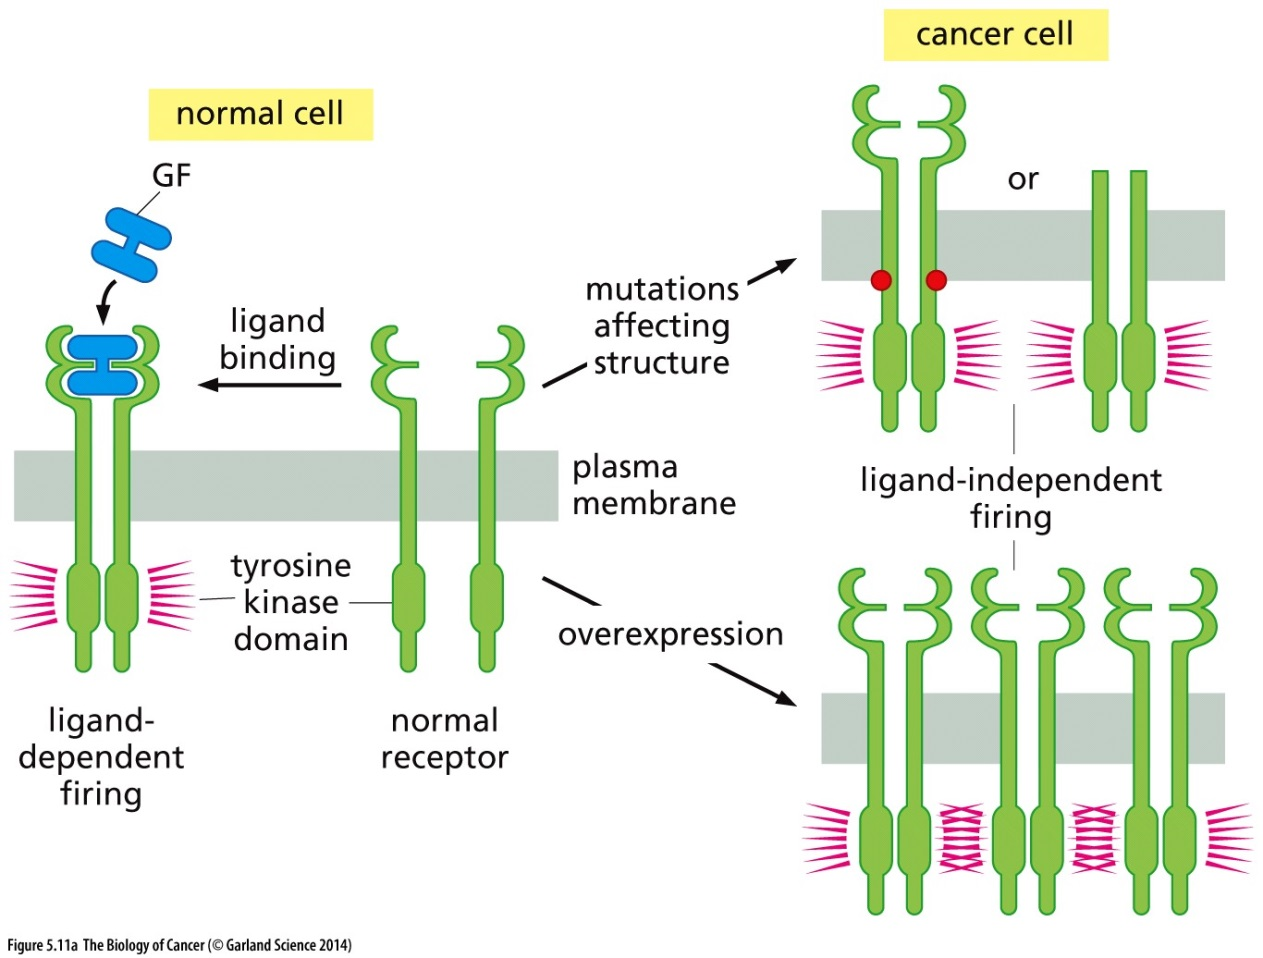 cancer cell
normal cell
GF
or
ligand
binding
mutations
affecting
structure
plasma
membrane
ligand-independent
firing
tyrosine
kinase
domain
overexpression
ligand-
dependent
firing
normal
receptor
Figure 5.11a The Biology of Cancer (© Garland Science 2014)